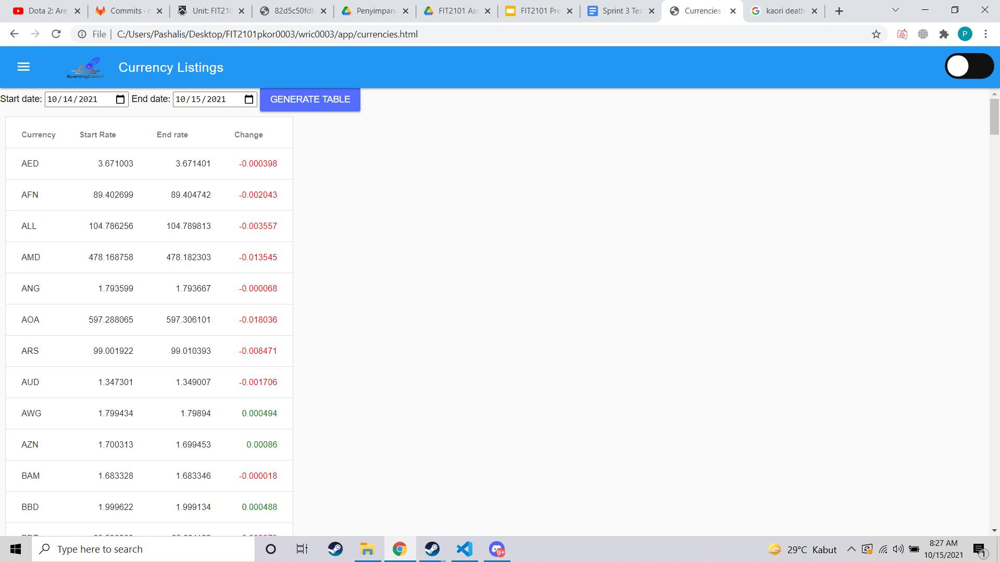 Dota 2: Are
Commits · n
Unit: FIT210
82d5c50fdb
Penyimpana
FIT2101 Ass
FIT2101 Pre
Sprint 3 Tes
Currencies
kaori death
File | C:/Users/Pashalis/Desktop/FIT2101pkor0003/wric0003/app/currencies.html
P
EveningComet
Currency Listings
Start date: 10/14/2021 End date: 10/15/2021 GENERATE TABLE
Currency Start Rate End rate Change
AED 3.671003 3.671401 -0.000398
AFN 89.402699 89.404742 -0.002043
ALL 104.786256 104.789813 -0.003557
AMD 478.168758 478.182303 -0.013545
ANG 1.793599 1.793667 -0.000068
AOA 597.288065 597.306101 -0.018036
ARS 99.001922 99.010393 -0.008471
AUD 1.347301 1.349007 -0.001706
AWG 1.799434 1.79894 0.000494
AZN 1.700313 1.699453 0.00086
BAM 1.683328 1.683346 -0.000018
BBD 1.999622 1.999134 0.000488
Type here to search
9+
29°C Kabut
8:27 AM
10/15/2021
1